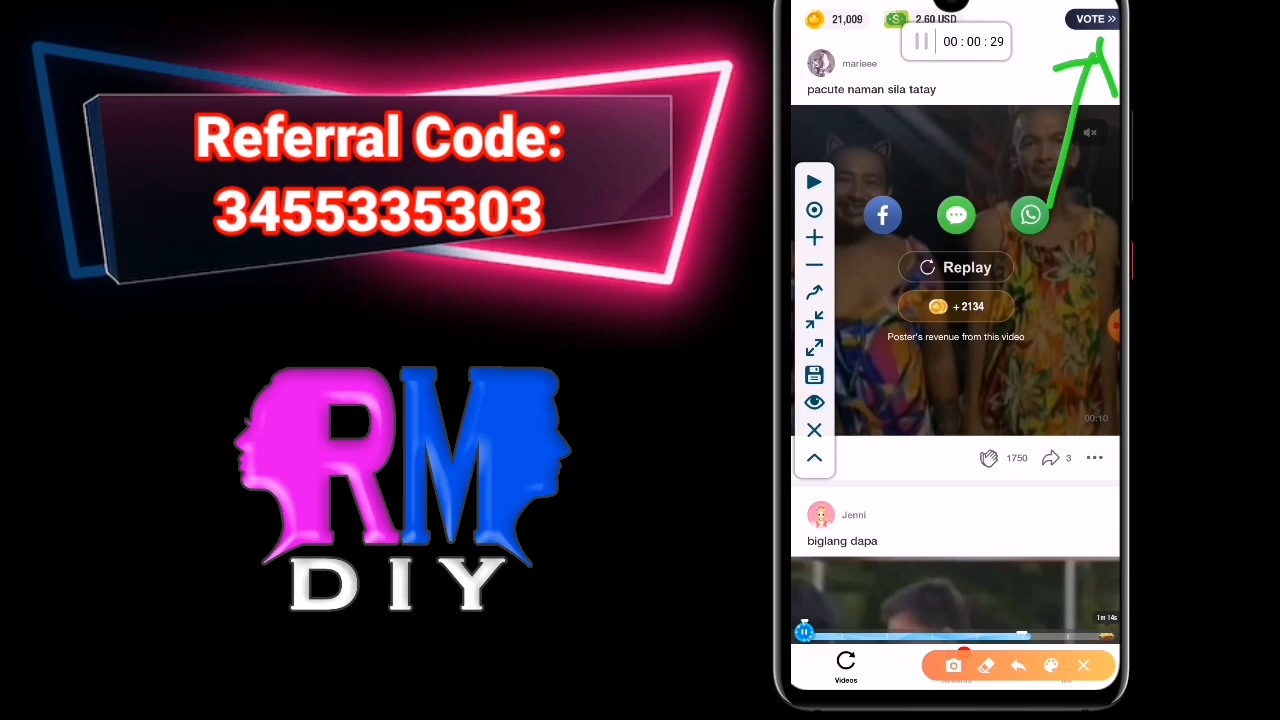 Referral Code:
3455335303
RM
DIY
21,009
2.60 USD
VOTE »
00 : 00 : 29
marieee
pacute naman sila tatay
Replay
+2134
Poster's revenue from this video
00:10
1750
3
Jenni
biglang dapa
1m 14s
Videos
Rewards